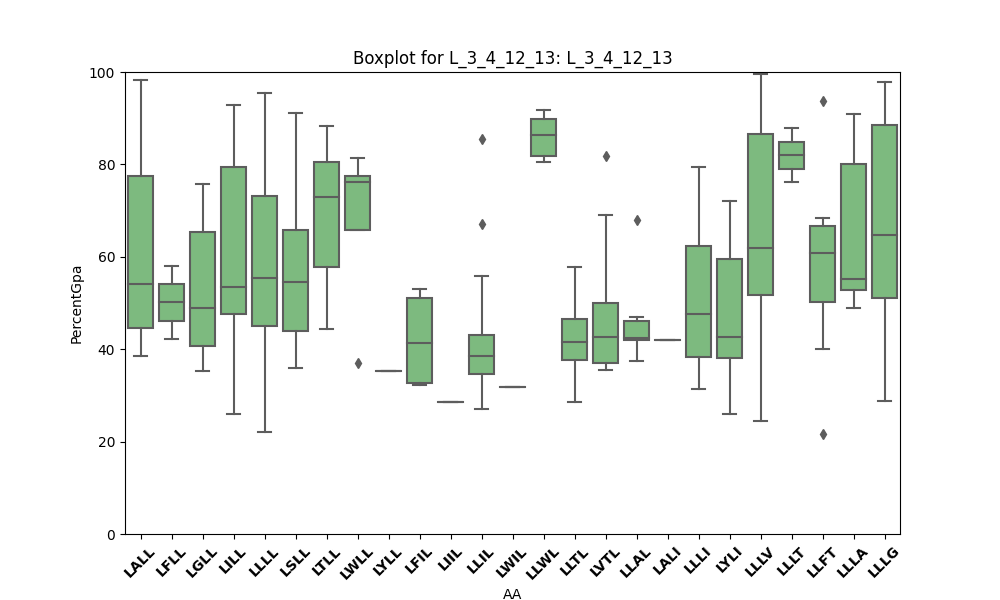 Boxplot for L_3_4_12_13: L_3_4_12_13
100
80
60
40
20
0
PercentGpa
LALL LFLL LGLL LILL LLLL LSLL LTLL LWLL LYLL LFIL LIIL LLIL LWIL LLWL LLTL LVTL LLAL LALI LLLI LYLI LLLV LLLT LLFT LLLA LLLG
AA